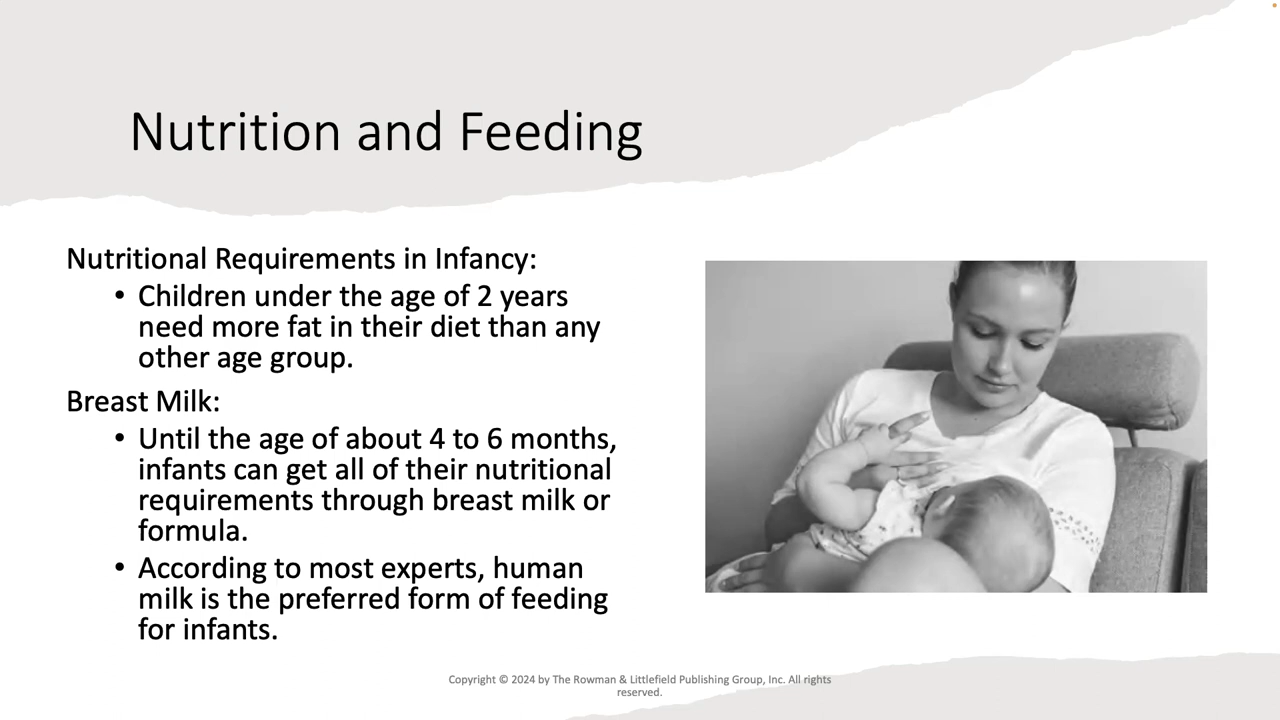 Nutrition and Feeding
Nutritional Requirements in Infancy:
• Children under the age of 2 years
need more fat in their diet than any
other age group.
Breast Milk:
• Until the age of about 4 to 6 months,
infants can get all of their nutritional
requirements through breast milk or
formula.
• According to most experts, human
milk is the preferred form of feeding
for infants.
Copyright © 2024 by The Rowman & Littlefield Publishing Group, Inc. All rights
reserved.